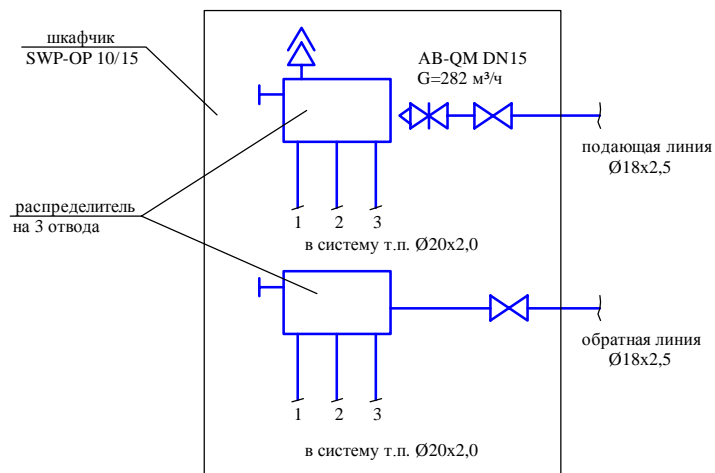 шкафчик
SWP-OP 10/15
AB-QM DN15
G=282 м³/ч
подающая линия
Ø18x2,5
распределитель
на 3 отвода
1 2 3
в систему т.п. Ø20x2,0
обратная линия
Ø18x2,5
1 2 3
в систему т.п. Ø20x2,0